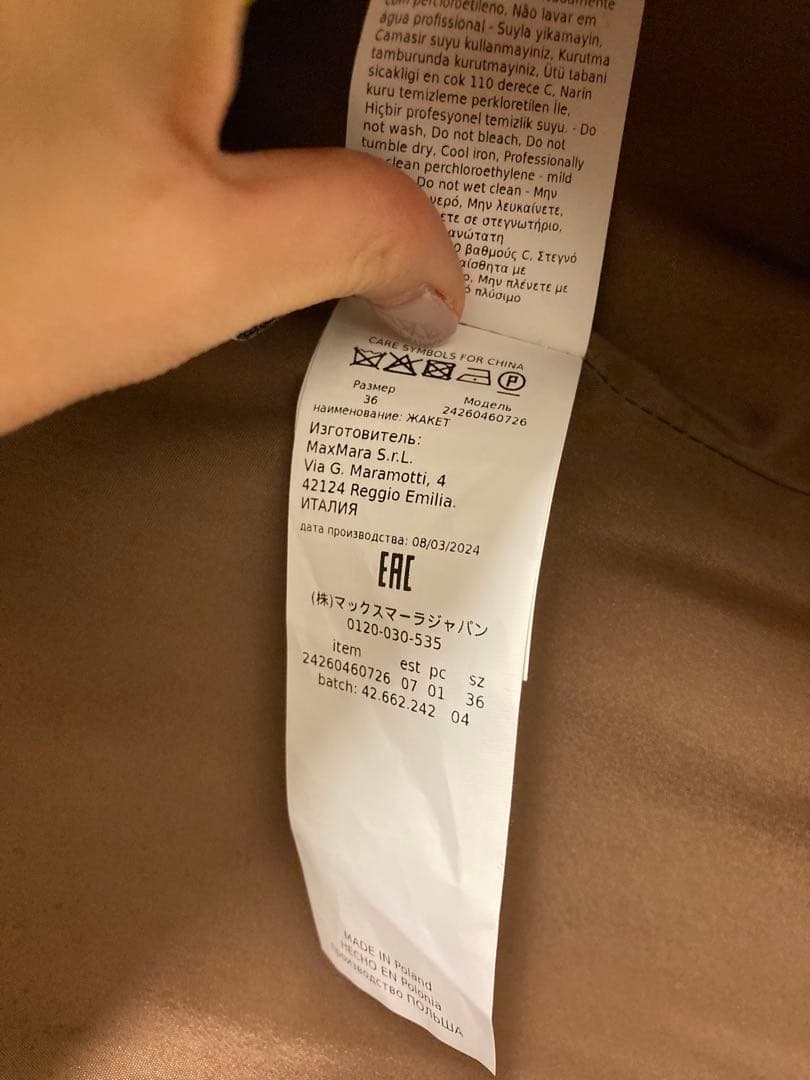 com percloroetileno, Não lavar em
água profissional - Suyla yikamayin,
Camasir suyu kullanmayiniz, Kurutma
tamburunda kurutmayiniz, Ütü tabani
sicakligi en cok 110 derece C, Narin
kuru temizleme perkloretilen İle,
Hiçbir profesyonel temizlik suyu. - Do
not wash, Do not bleach, Do not
tumble dry, Cool iron, Professionally
clean perchloroethylene - mild
Do not wet clean - Μην
νερό, Μην λευκαίνετε,
ετε σε στεγνωτήριο,
ανώτατη
0 βαθμούς C, Στεγνό
αίσθητα με
ο, Μην πλένετε με
ό πλύσιμο
CARE SYMBOLS FOR CHINA
P
Размер Модель
36 24260460726
наименование: ЖАКЕТ
Изготовитель:
MaxMara S.r.L.
Via G. Maramotti, 4
42124 Reggio Emilia.
ИТАЛИЯ
дата производства: 08/03/2024
EAC
(株)マックスマーラジャパン
0120-030-535
item est pc sz
24260460726 07 01 36
batch: 42.662.242 04
MADE IN Poland
HECHO EN Polonia
ПРОИЗВОДСТВО ПОЛЬША